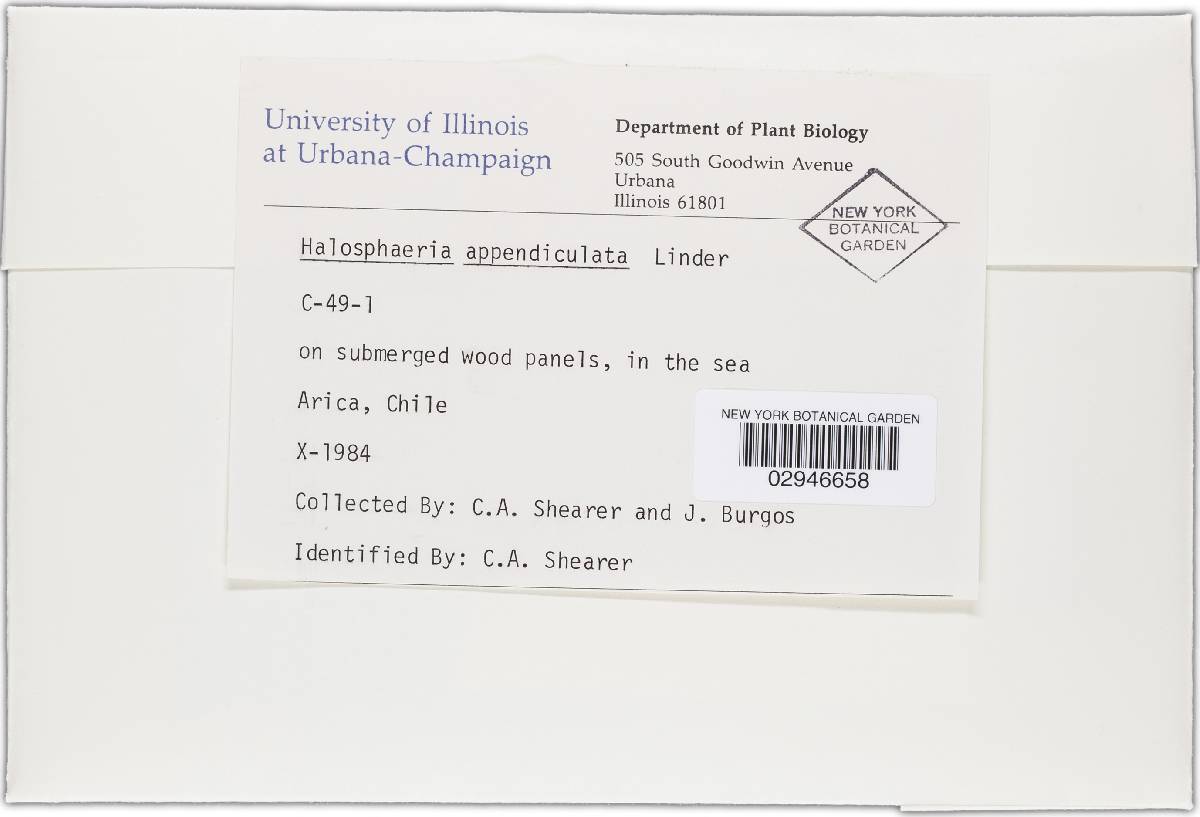 University of Illinois
at Urbana-Champaign
Department of Plant Biology
505 South Goodwin Avenue
Urbana
Illinois 61801
NEW YORK
BOTANICAL
GARDEN
Halosphaeria appendiculata Linder
C-49-1
on submerged wood panels, in the sea
Arica, Chile
X-1984
NEW YORK BOTANICAL GARDEN
02946658
Collected By: C.A. Shearer and J. Burgos
Identified By: C.A. Shearer